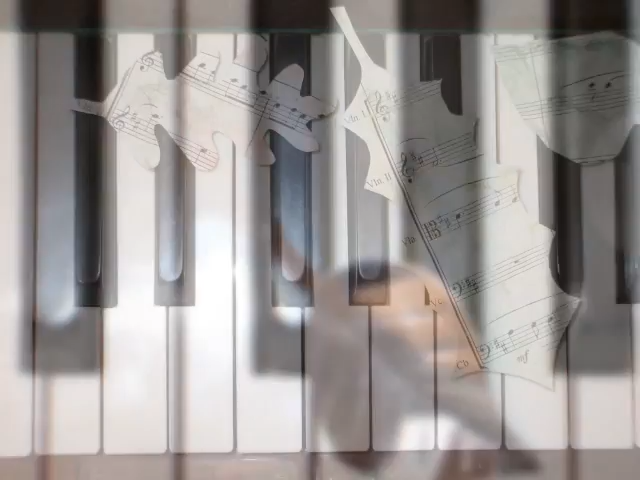 Vln. I
Vln. II
Vla.
Vc.
Cb.
mf